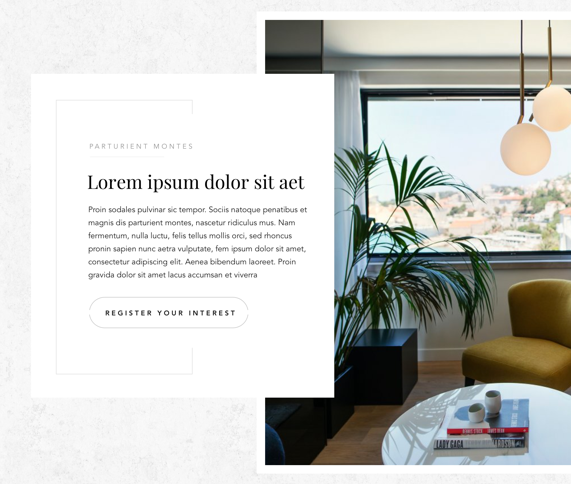 PARTURIENT MONTES
Lorem ipsum dolor sit aet
Proin sodales pulvinar sic tempor. Sociis natoque penatibus et
magnis dis parturient montes, nascetur ridiculus mus. Nam
fermentum, nulla luctu, felis tellus mollis orci, sed rhoncus
pronin sapien nunc aetra vulputate, fem ipsum dolor sit amet,
consectetur adipiscing elit. Aenea bibendum laoreet. Proin
gravida dolor sit amet lacus accumsan et viverra
REGISTER YOUR INTEREST
LADY GAGA